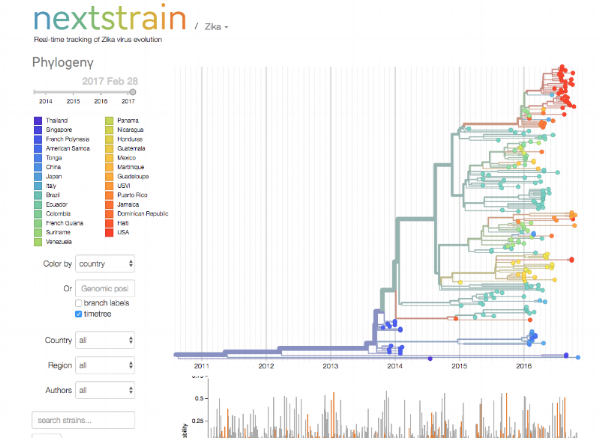 nextstrain / Zika
Real-time tracking of Zika virus evolution
Phylogeny
2017 Feb 28
2014 2015 2016 2017
Thailand Panama
Singapore Nicaragua
French Polynesia Honduras
American Samoa Guatemala
Tonga Mexico
China Martinique
Japan Guadeloupe
Italy USVI
Brazil Puerto Rico
Ecuador Jamaica
Colombia Dominican Republic
French Guiana Haiti
Suriname USA
Venezuela
Color by country
Or Genomic posi
branch labels
timetree
Country all
Region all
Authors all
search strains...
2011 2012 2013 2014 2015 2016
0.75
0.5
0.25